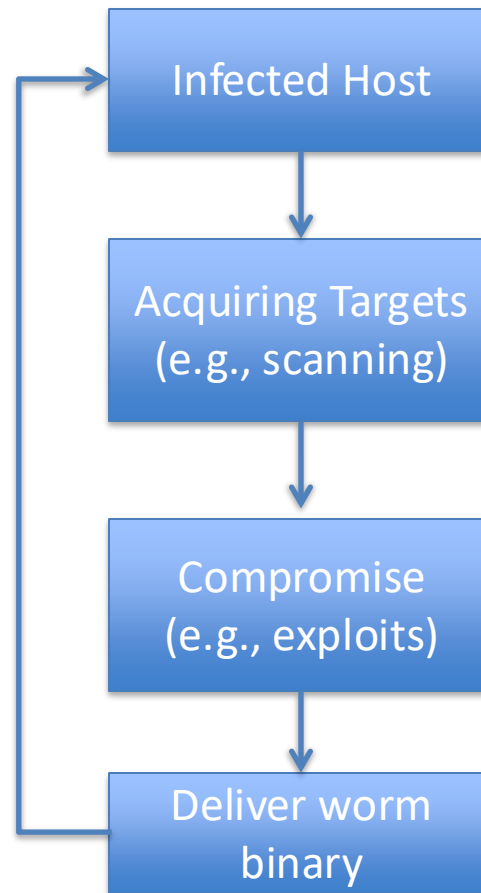 Infected Host
Acquiring Targets
(e.g., scanning)
Compromise
(e.g., exploits)
Deliver worm
binary